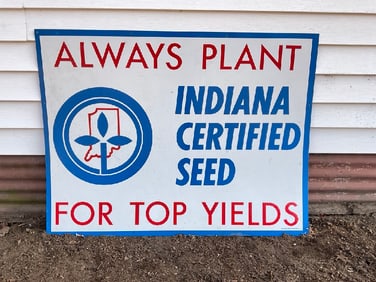 ALWAYS PLANT
INDIANA
CERTIFIED
SEED
FOR TOP YIELDS